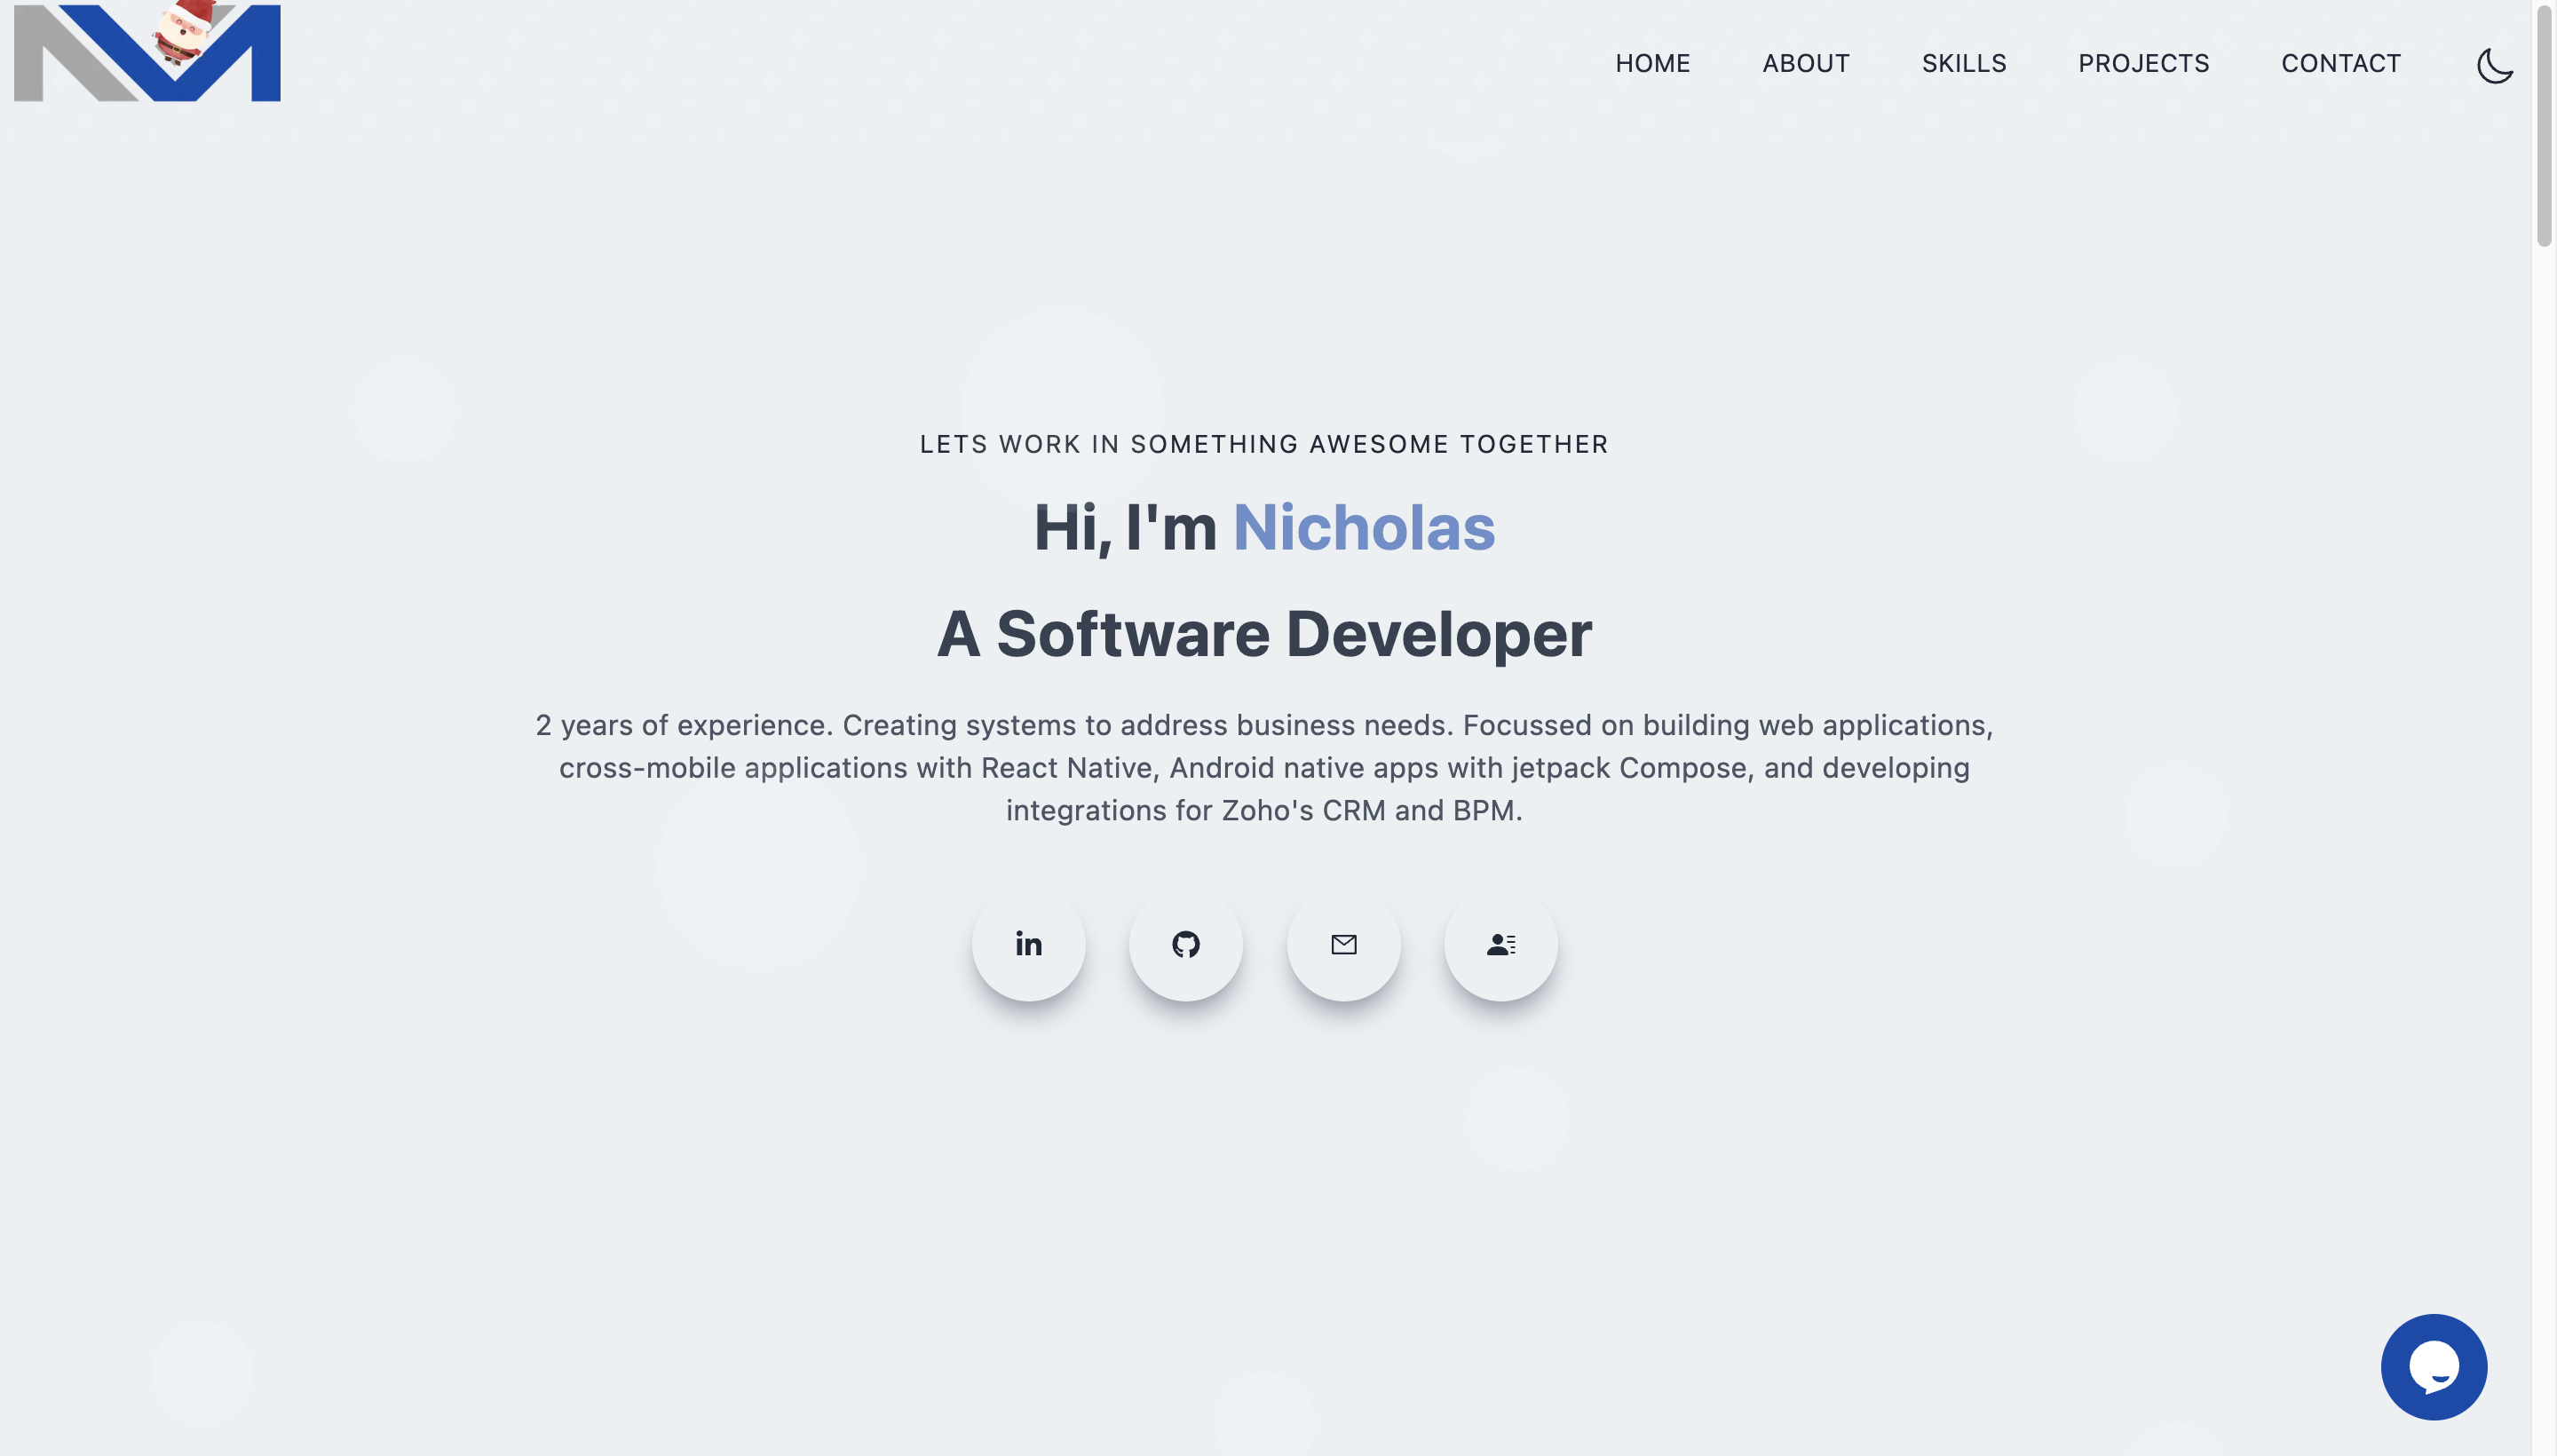 HOME ABOUT SKILLS PROJECTS CONTACT
LETS WORK IN SOMETHING AWESOME TOGETHER
Hi, I'm Nicholas
A Software Developer
2 years of experience. Creating systems to address business needs. Focussed on building web applications,
cross-mobile applications with React Native, Android native apps with jetpack Compose, and developing
integrations for Zoho's CRM and BPM.
in